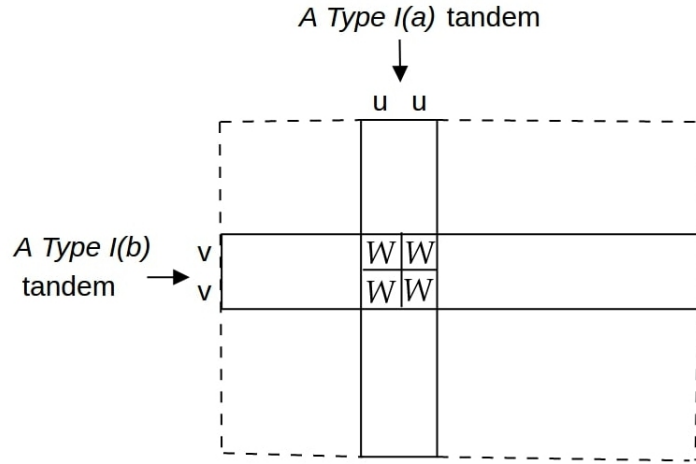 A Type I(a) tandem
u u
A Type I(b)
tandem
v
v
W W
W W